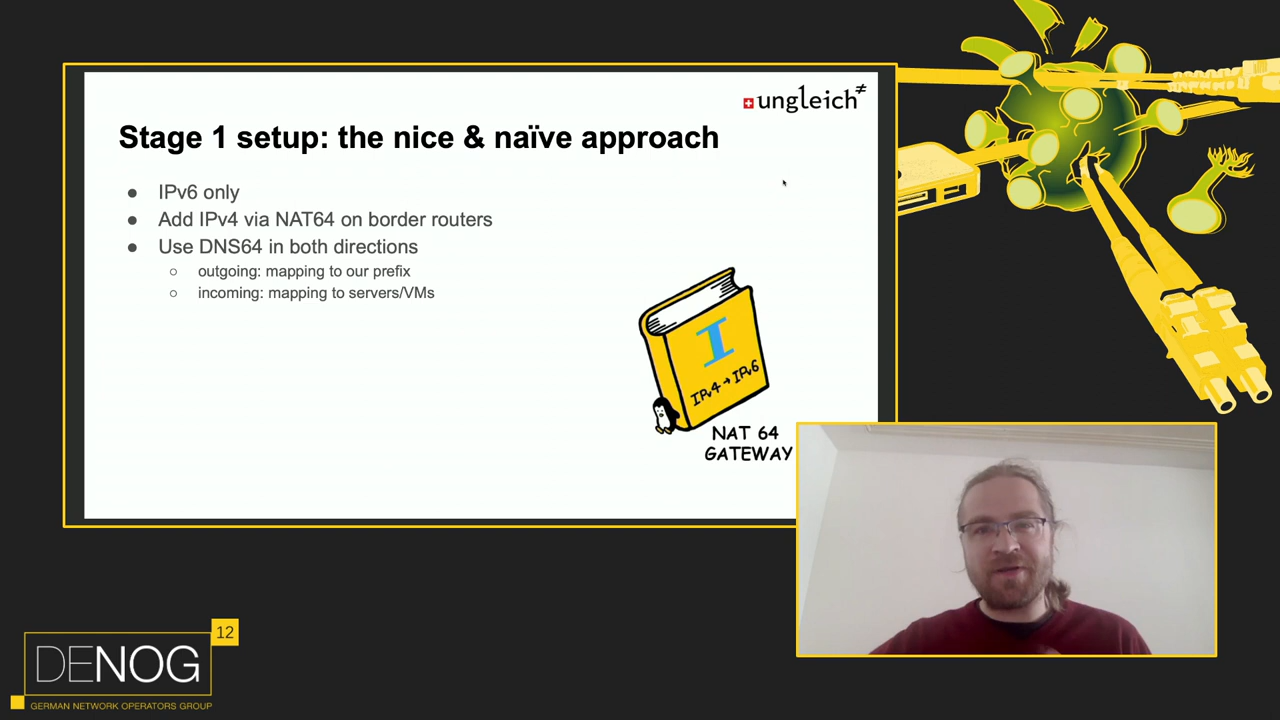 ungleich≠
Stage 1 setup: the nice & naïve approach
● IPv6 only
● Add IPv4 via NAT64 on border routers
● Use DNS64 in both directions
○ outgoing: mapping to our prefix
○ incoming: mapping to servers/VMs
I
IPv4→IPv6
NAT 64
GATEWAY
12
DENOG
GERMAN NETWORK OPERATORS GROUP